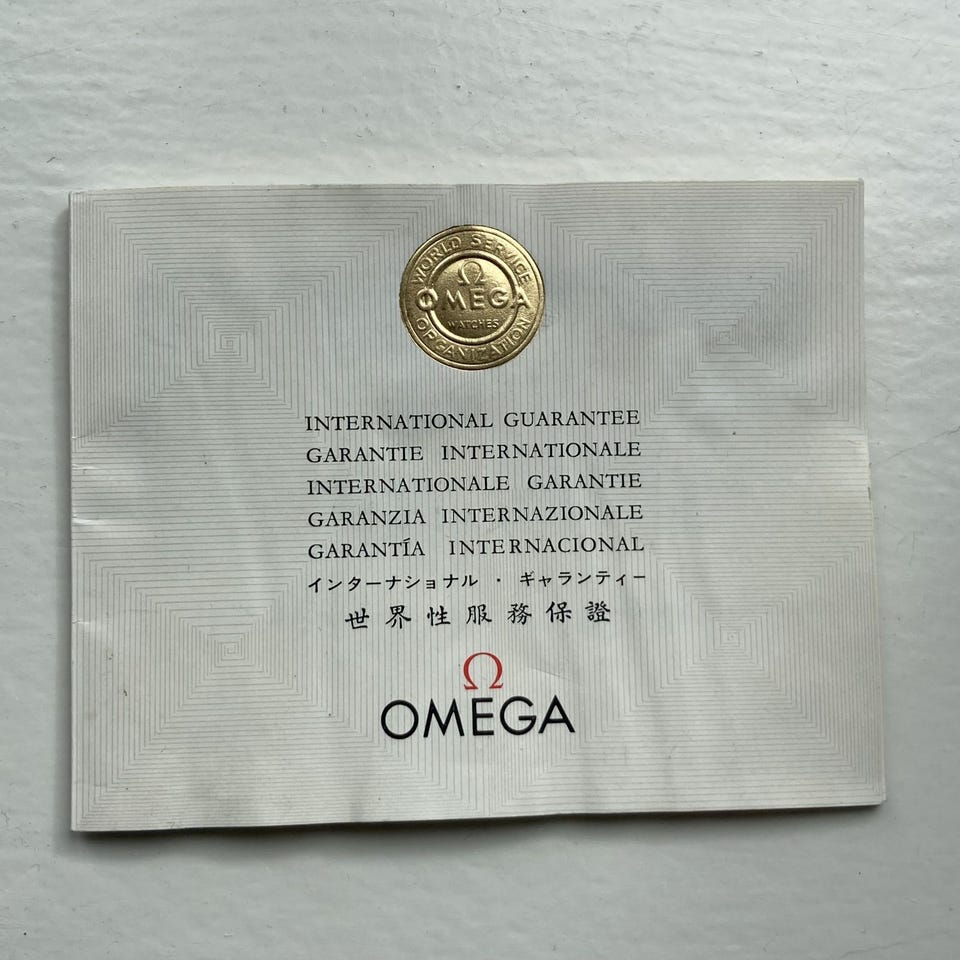 WORLD SERVICE
Ω
OMEGA
WATCHES
ORGANIZATION
INTERNATIONAL GUARANTEE
GARANTIE INTERNATIONALE
INTERNATIONALE GARANTIE
GARANZIA INTERNAZIONALE
GARANTÍA INTERNACIONAL
インターナショナル・ギャランティー
世界性服務保證
Ω
OMEGA